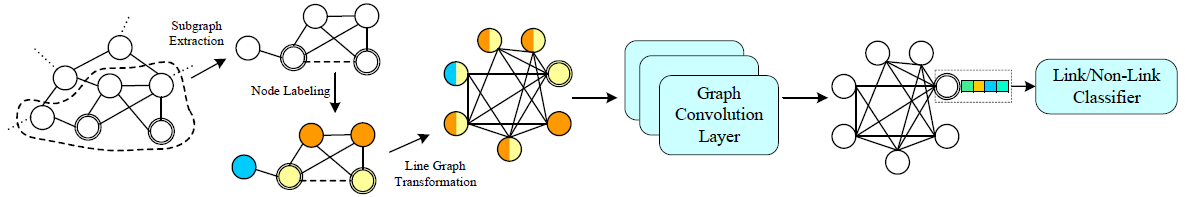 Subgraph
Extraction
Node Labeling
Line Graph
Transformation
Graph
Convolution
Layer
Link/Non-Link
Classifier